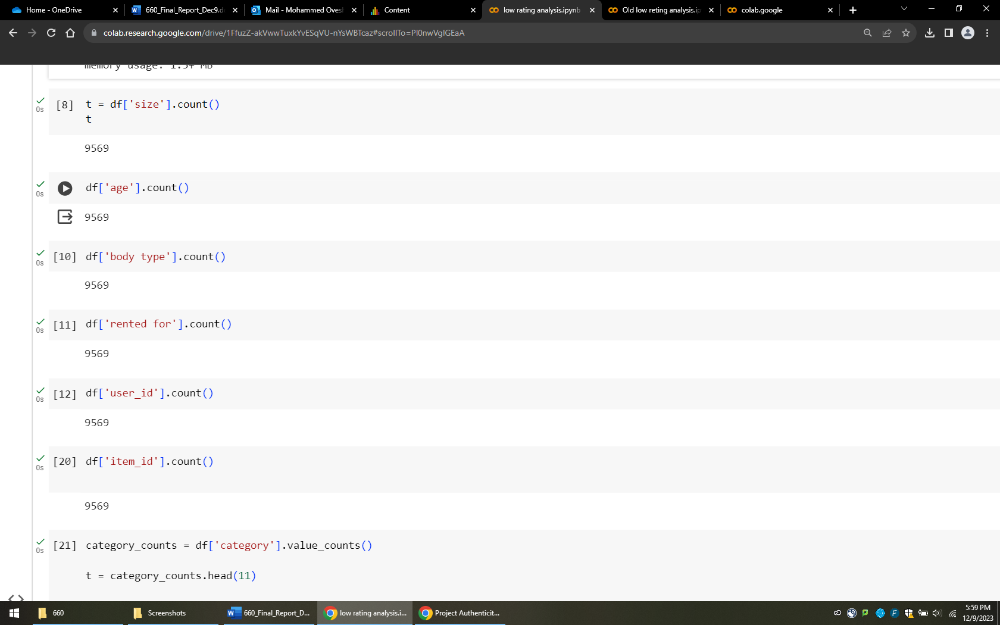 Home - OneDrive
660_Final_Report_Dec9.d
Mail - Mohammed Oves
Content
low rating analysis.ipynb
Old low reting analysis.ip
colab.google
colab.research.google.com/drive/1FfuzZ-akVwwTuxkYvESqVU-nYsWBTcaz#scrollTo=Pl0nwVglGEaA
memory usage: 1.5+ MB
[8] t = df['size'].count()
0s
t
9569
df['age'].count()
0s
9569
[10] df['body type'].count()
0s
9569
[11] df['rented for'].count()
0s
9569
[12] df['user_id'].count()
0s
9569
[20] df['item_id'].count()
0s
9569
[21] category_counts = df['category'].value_counts()
0s
t = category_counts.head(11)
660
Screenshots
660_Final_Report_D...
low rating analysis.i...
Project Authenticit...
5:59 PM
12/9/2023